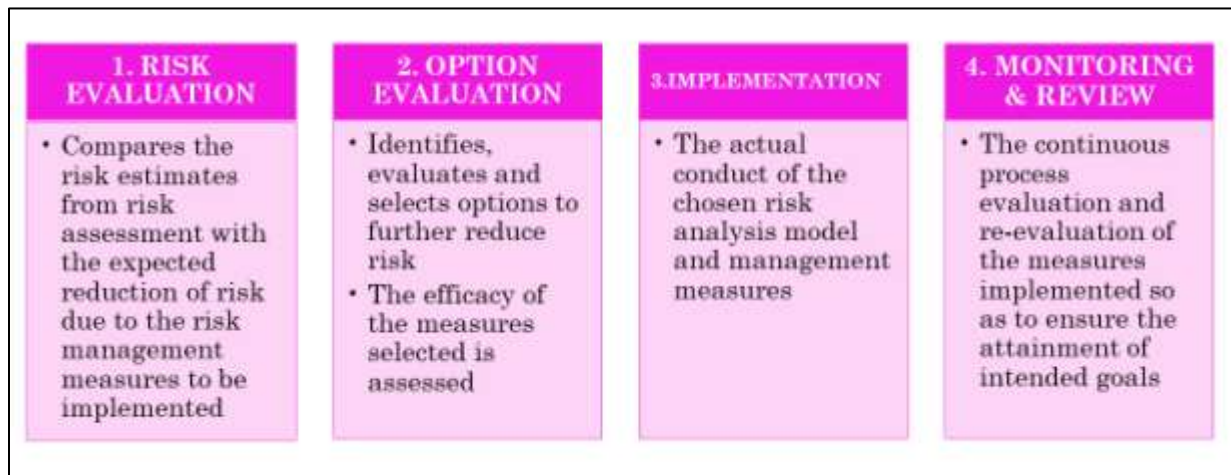 1. RISK
EVALUATION
• Compares the
risk estimates
from risk
assessment with
the expected
reduction of risk
due to the risk
management
measures to be
implemented
2. OPTION
EVALUATION
• Identifies,
evaluates and
selects options to
further reduce
risk
• The efficacy of
the measures
selected is
assessed
3.IMPLEMENTATION
• The actual
conduct of the
chosen risk
analysis model
and management
measures
4. MONITORING
& REVIEW
• The continuous
process
evaluation and
re-evaluation of
the measures
implemented so
as to ensure the
attainment of
intended goals